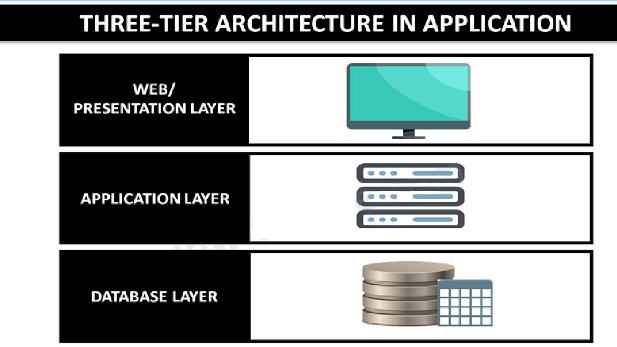 THREE-TIER ARCHITECTURE IN APPLICATION
WEB/
PRESENTATION LAYER
APPLICATION LAYER
DATABASE LAYER